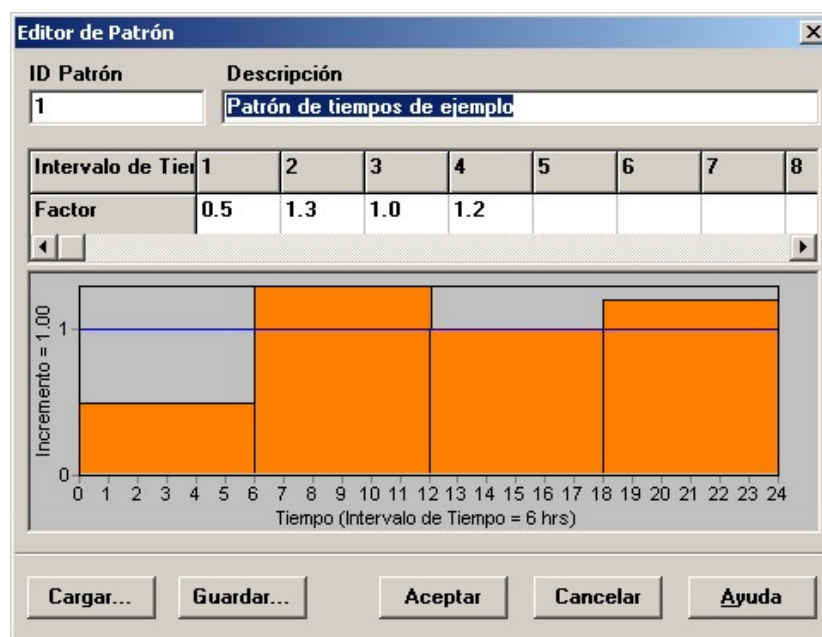 Editor de Patrón
ID Patrón Descripción
1 Patrón de tiempos de ejemplo
Intervalo de Tier 1 2 3 4 5 6 7 8
Factor 0.5 1.3 1.0 1.2
Incremento = 1.00
1
0
0 1 2 3 4 5 6 7 8 9 10 11 12 13 14 15 16 17 18 19 20 21 22 23 24
Tiempo (Intervalo de Tiempo = 6 hrs)
Cargar... Guardar... Aceptar Cancelar Ayuda